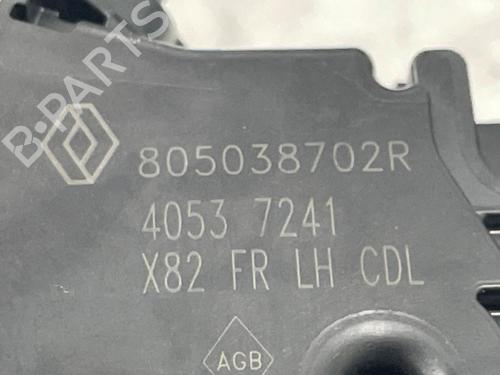 B-PARTS
805038702R
4053 7241
X82 FR LH CDL
AGB